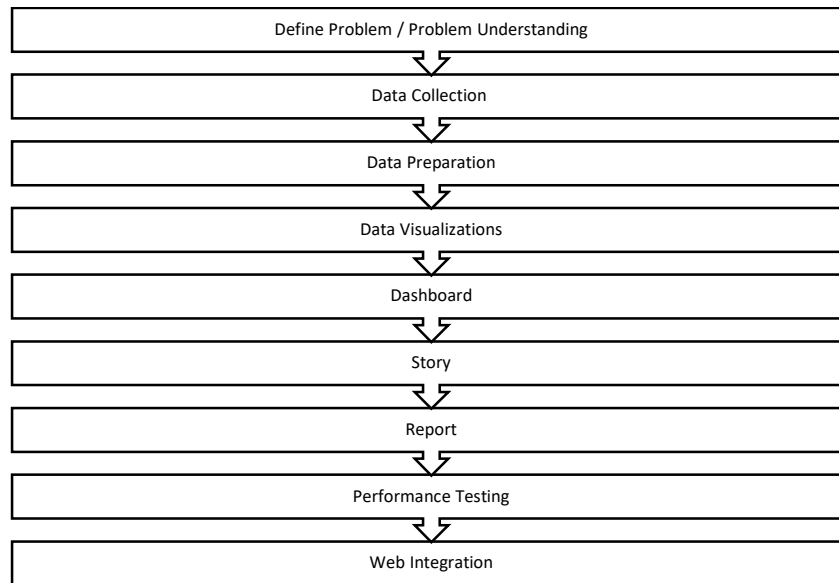 Define Problem / Problem Understanding
Data Collection
Data Preparation
Data Visualizations
Dashboard
Story
Report
Performance Testing
Web Integration